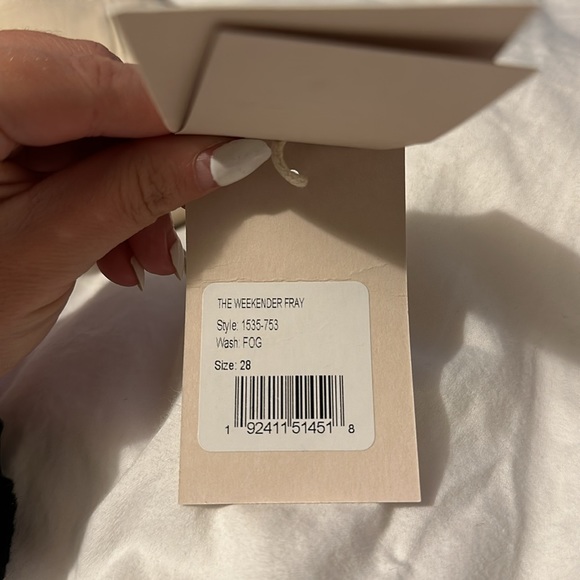 THE WEEKENDER FRAY
Style: 1535-753
Wash: FOG
Size: 28
1 92411 51451 8